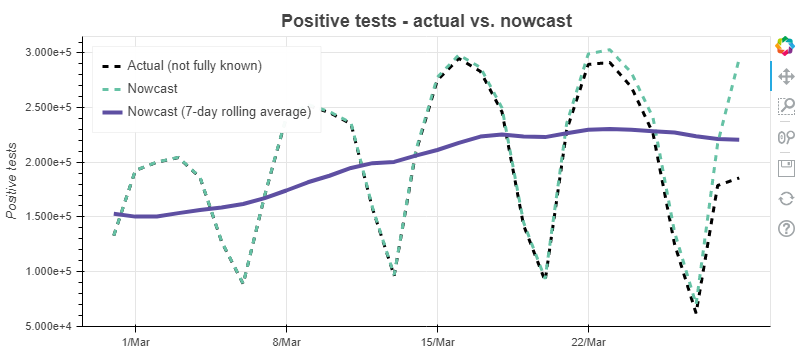 Positive tests - actual vs. nowcast
3.000e+5
2.500e+5
2.000e+5
1.500e+5
1.000e+5
5.000e+4
Positive tests
Actual (not fully known)
Nowcast
Nowcast (7-day rolling average)
1/Mar
8/Mar
15/Mar
22/Mar